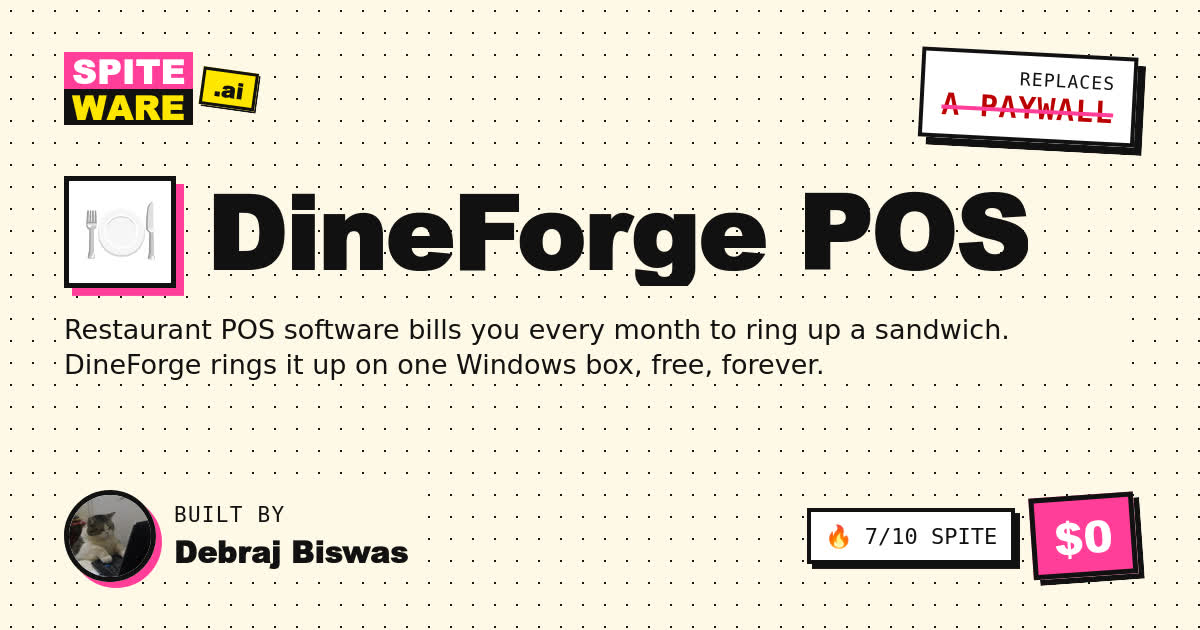 SPITE
WARE
.ai
REPLACES
A PAYWALL
DineForge POS
Restaurant POS software bills you every month to ring up a sandwich.
DineForge rings it up on one Windows box, free, forever.
BUILT BY
Debraj Biswas
🔥 7/10 SPITE
$0